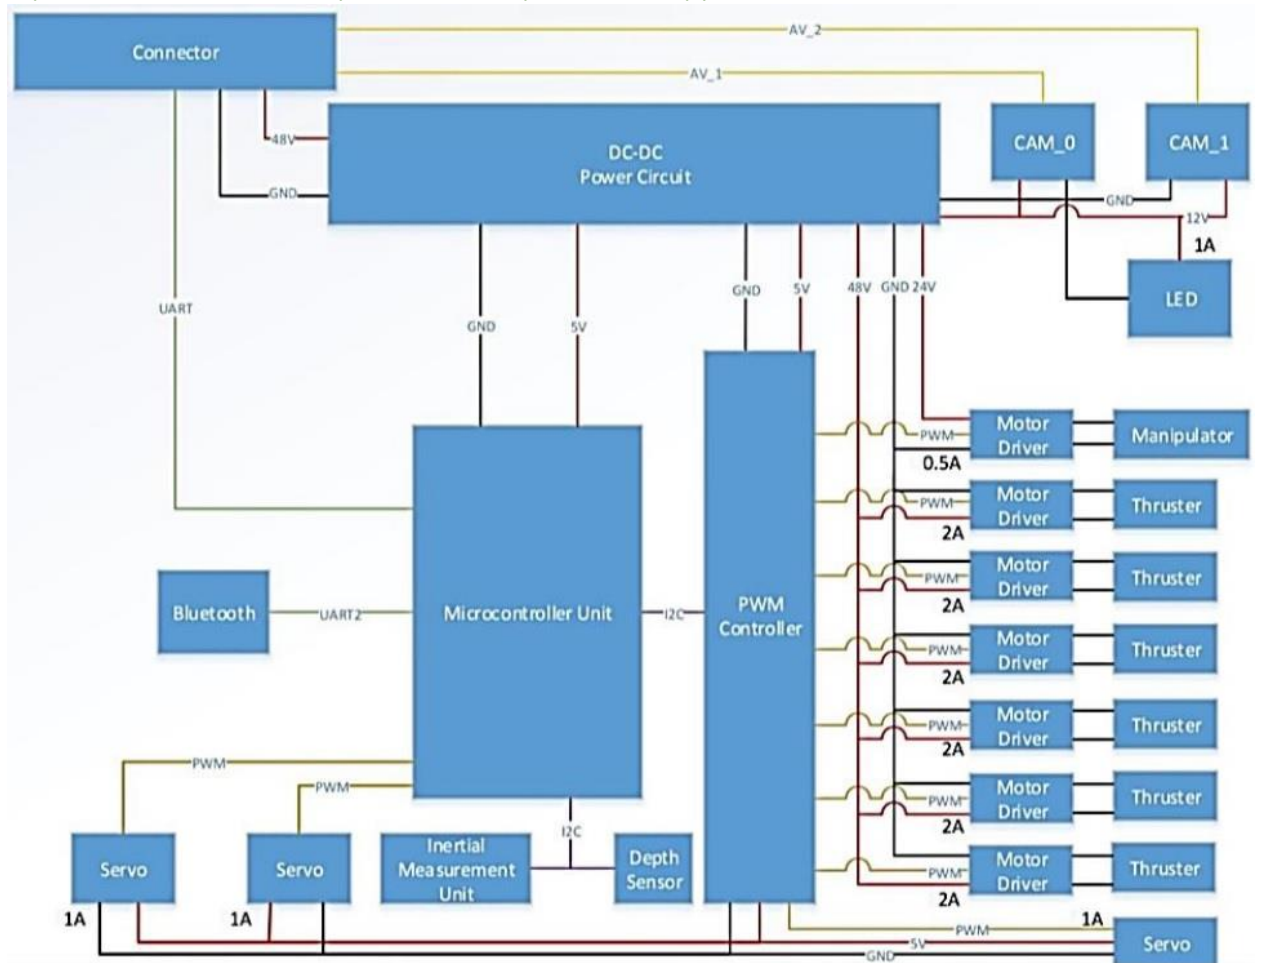 AV_2
Connector
AV_1
48V
DC-DC
Power Circuit
CAM_0
CAM_1
GND
GND
12V
1A
UART
GND
5V
GND
5V
48V
GND
24V
LED
PWM
0.5A
Motor
Driver
Manipulator
PWM
2A
Motor
Driver
Thruster
PWM
2A
Motor
Driver
Thruster
Bluetooth
UART2
Microcontroller Unit
I2C
PWM
Controller
PWM
2A
Motor
Driver
Thruster
PWM
2A
Motor
Driver
Thruster
PWM
PWM
PWM
2A
Motor
Driver
Thruster
I2C
Servo
Servo
Inertial
Measurement
Unit
Depth
Sensor
PWM
2A
Motor
Driver
Thruster
1A
1A
1A
PWM
5V
GND
Servo